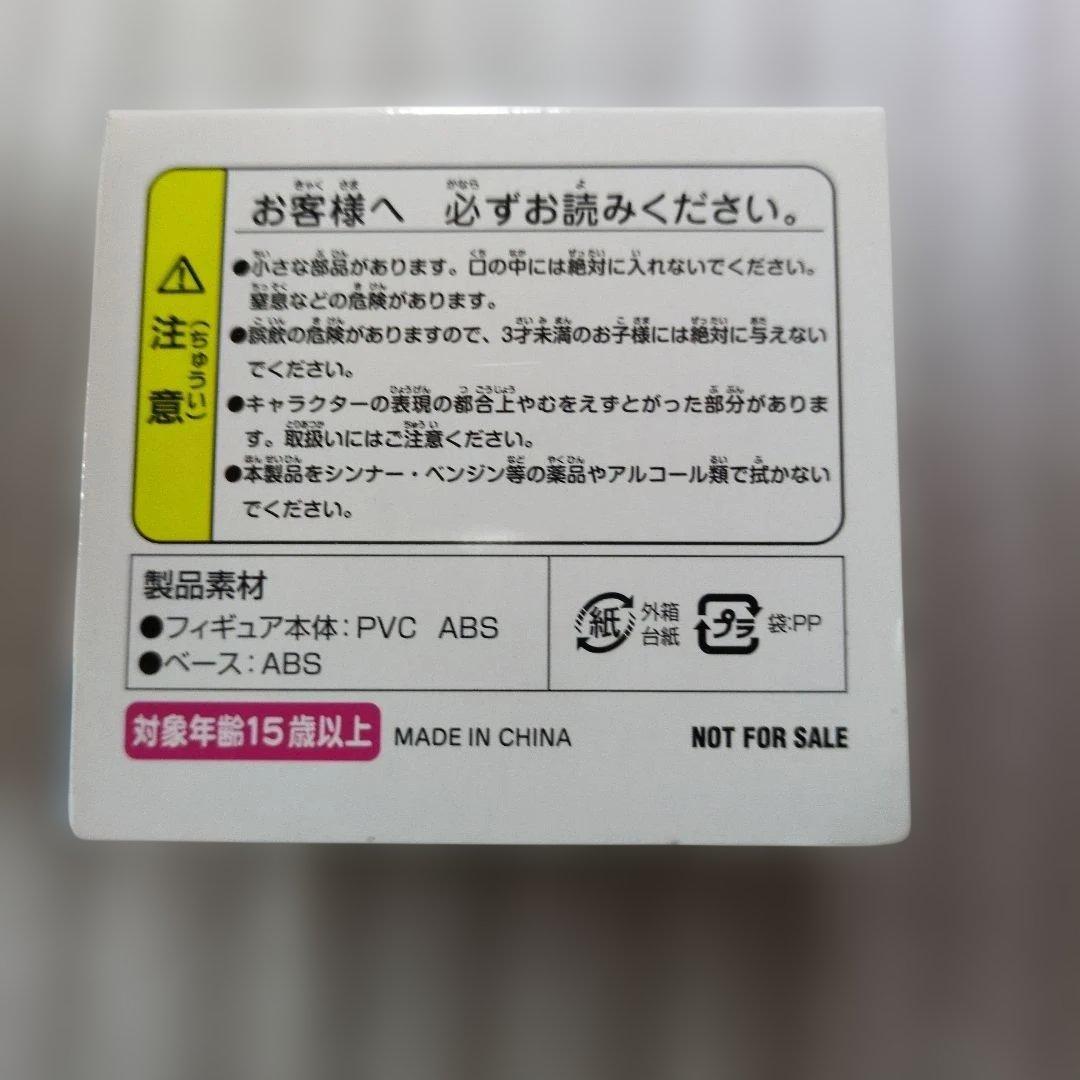 お客様へ 必ずお読みください。
⚠
注意
(ちゅうい)
●小さな部品があります。口の中には絶対に入れないでください。
窒息などの危険があります。
●誤飲の危険がありますので、3才未満のお子様には絶対に与えない
でください。
●キャラクターの表現の都合上やむをえずとがった部分がありま
す。取扱いにはご注意ください。
●本製品をシンナー・ベンジン等の薬品やアルコール類で拭かない
でください。
製品素材
●フィギュア本体:PVC ABS
●ベース:ABS
紙 外箱
台紙
プラ 袋:PP
対象年齢15歳以上
MADE IN CHINA
NOT FOR SALE